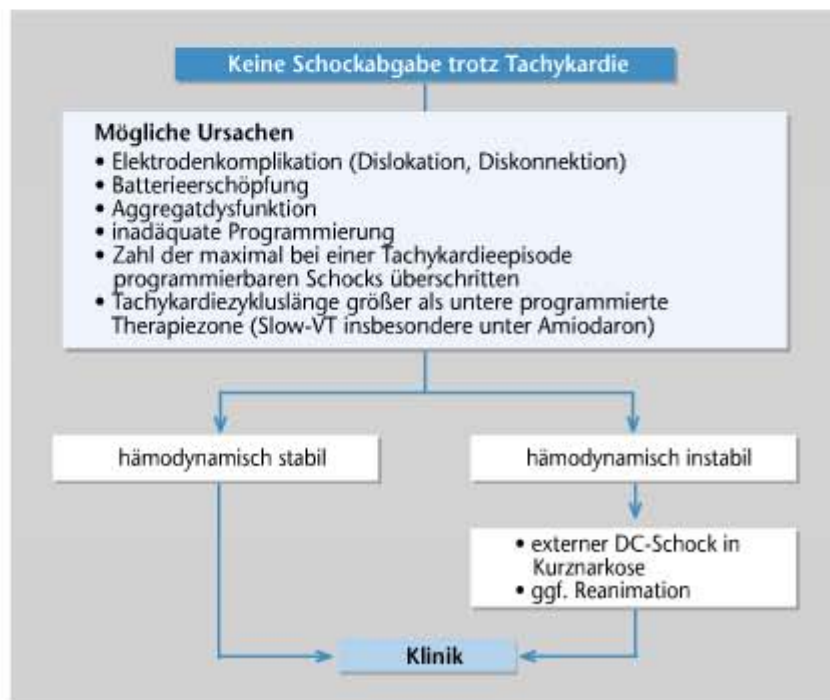 Keine Schockabgabe trotz Tachykardie
Mögliche Ursachen
• Elektrodenkomplikation (Dislokation, Diskonnektion)
• Batterieerschöpfung
• Aggregatdysfunktion
• inadäquate Programmierung
• Zahl der maximal bei einer Tachykardieepisode
programmierbaren Schocks überschritten
• Tachykardiezykluslänge größer als untere programmierte
Therapiezone (Slow-VT insbesondere unter Amiodaron)
hämodynamisch stabil
hämodynamisch instabil
• externer DC-Schock in
Kurznarkose
• ggf. Reanimation
Klinik